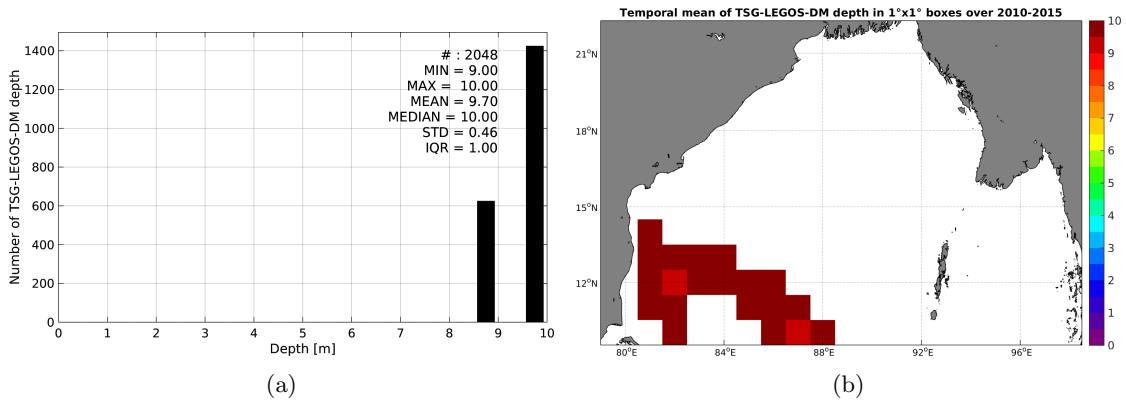 Number of TSG-LEGOS-DM depth
1400
1200
1000
800
600
400
200
0
# : 2048
MIN = 9.00
MAX = 10.00
MEAN = 9.70
MEDIAN = 10.00
STD = 0.46
IQR = 1.00
0 1 2 3 4 5 6 7 8 9 10
Depth [m]
(a)
Temporal mean of TSG-LEGOS-DM depth in 1°x1° boxes over 2010-2015
21°N
18°N
15°N
12°N
80°E 84°E 88°E 92°E 96°E
10
9
8
7
6
5
4
3
2
1
0
(b)